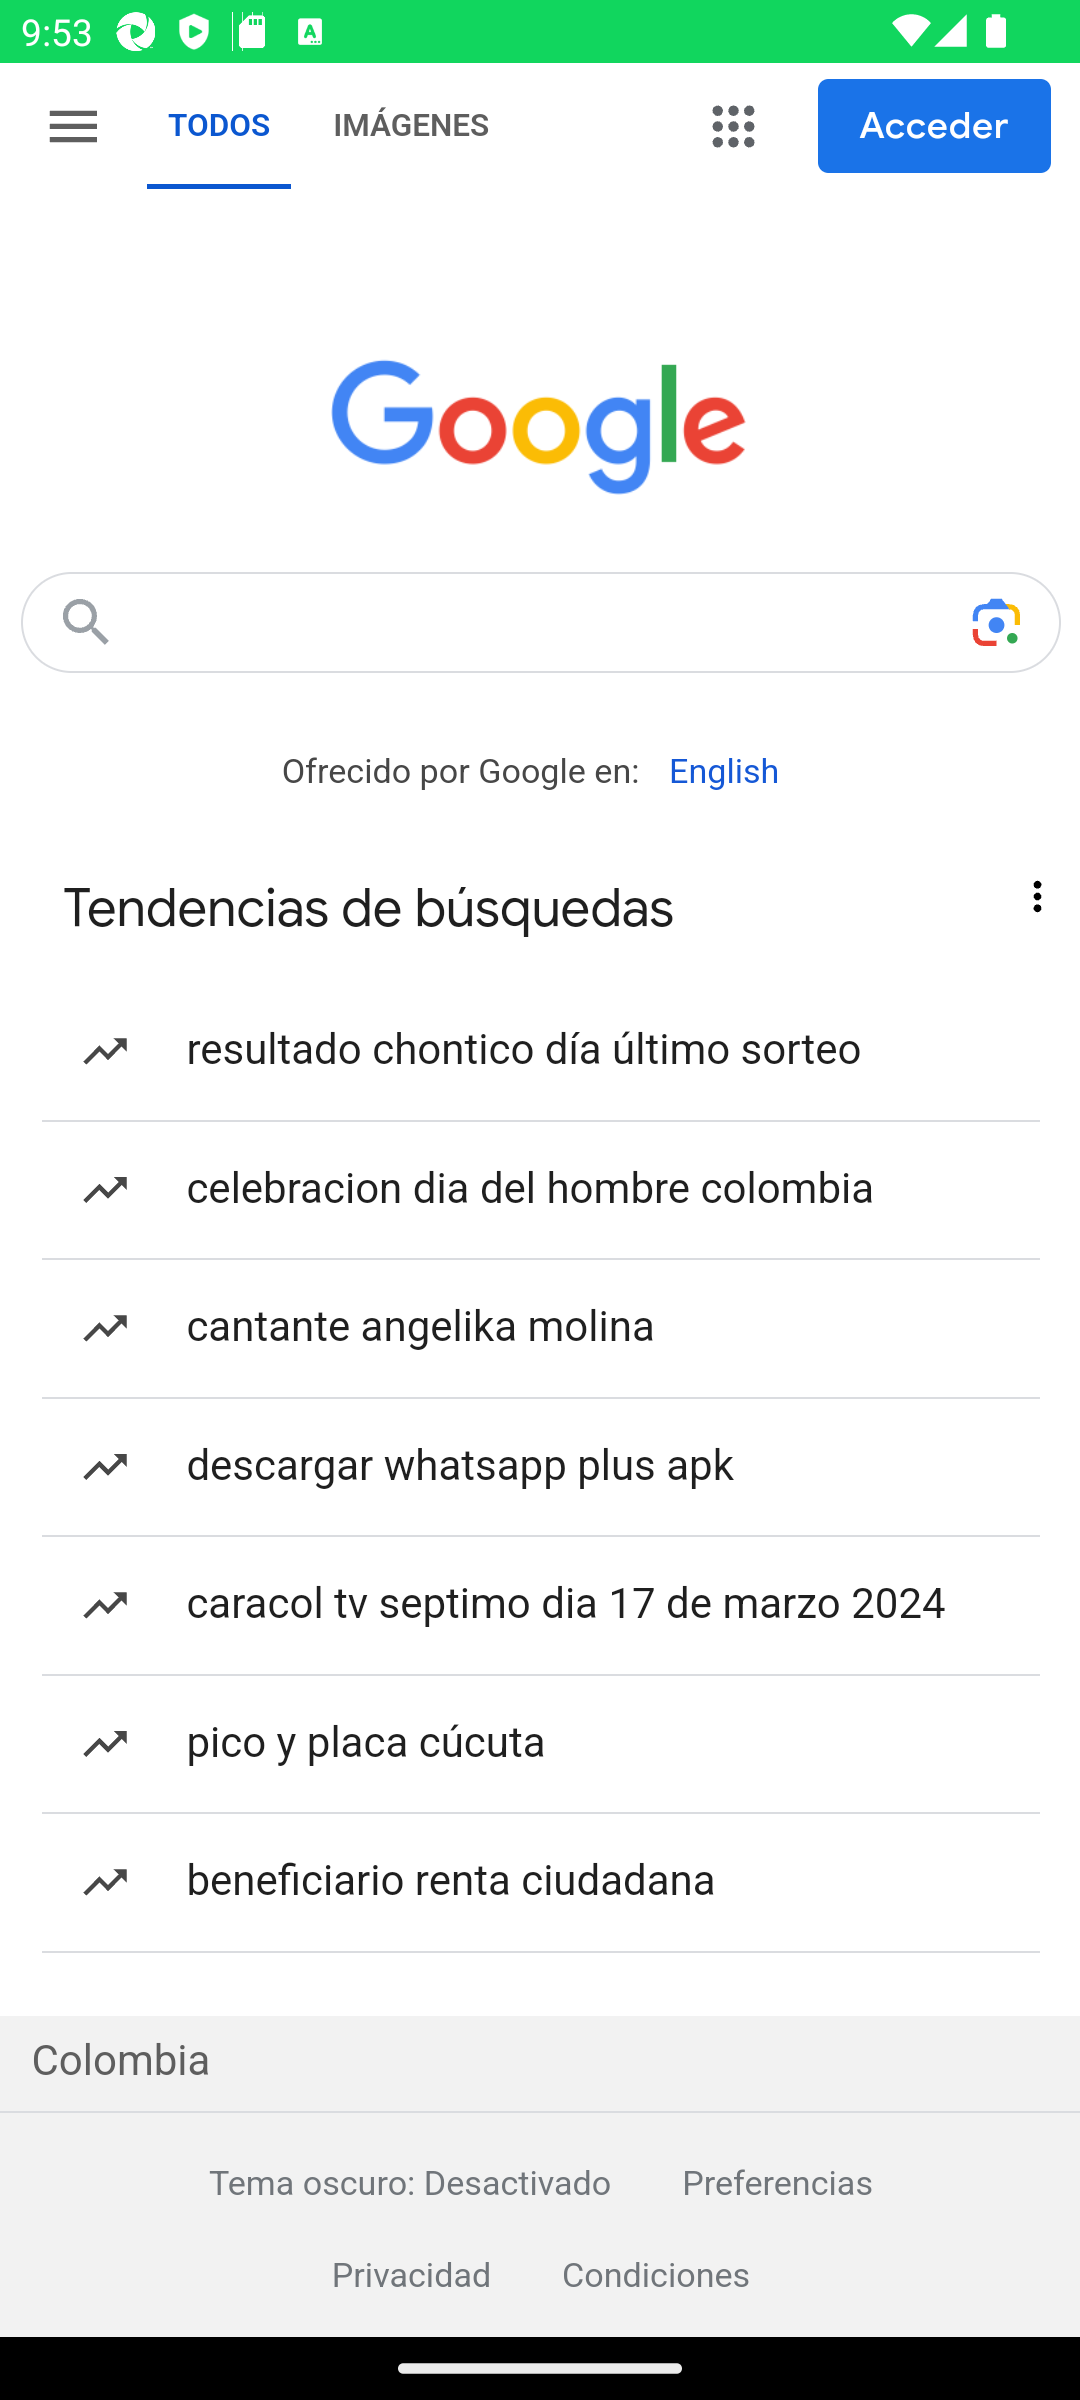 9:53
TODOS IMÁGENES Acceder
Google
Ofrecido por Google en: English
Tendencias de búsquedas
resultado chontico día último sorteo
celebracion dia del hombre colombia
cantante angelika molina
descargar whatsapp plus apk
caracol tv septimo dia 17 de marzo 2024
pico y placa cúcuta
beneficiario renta ciudadana
Colombia
Tema oscuro: Desactivado Preferencias
Privacidad Condiciones